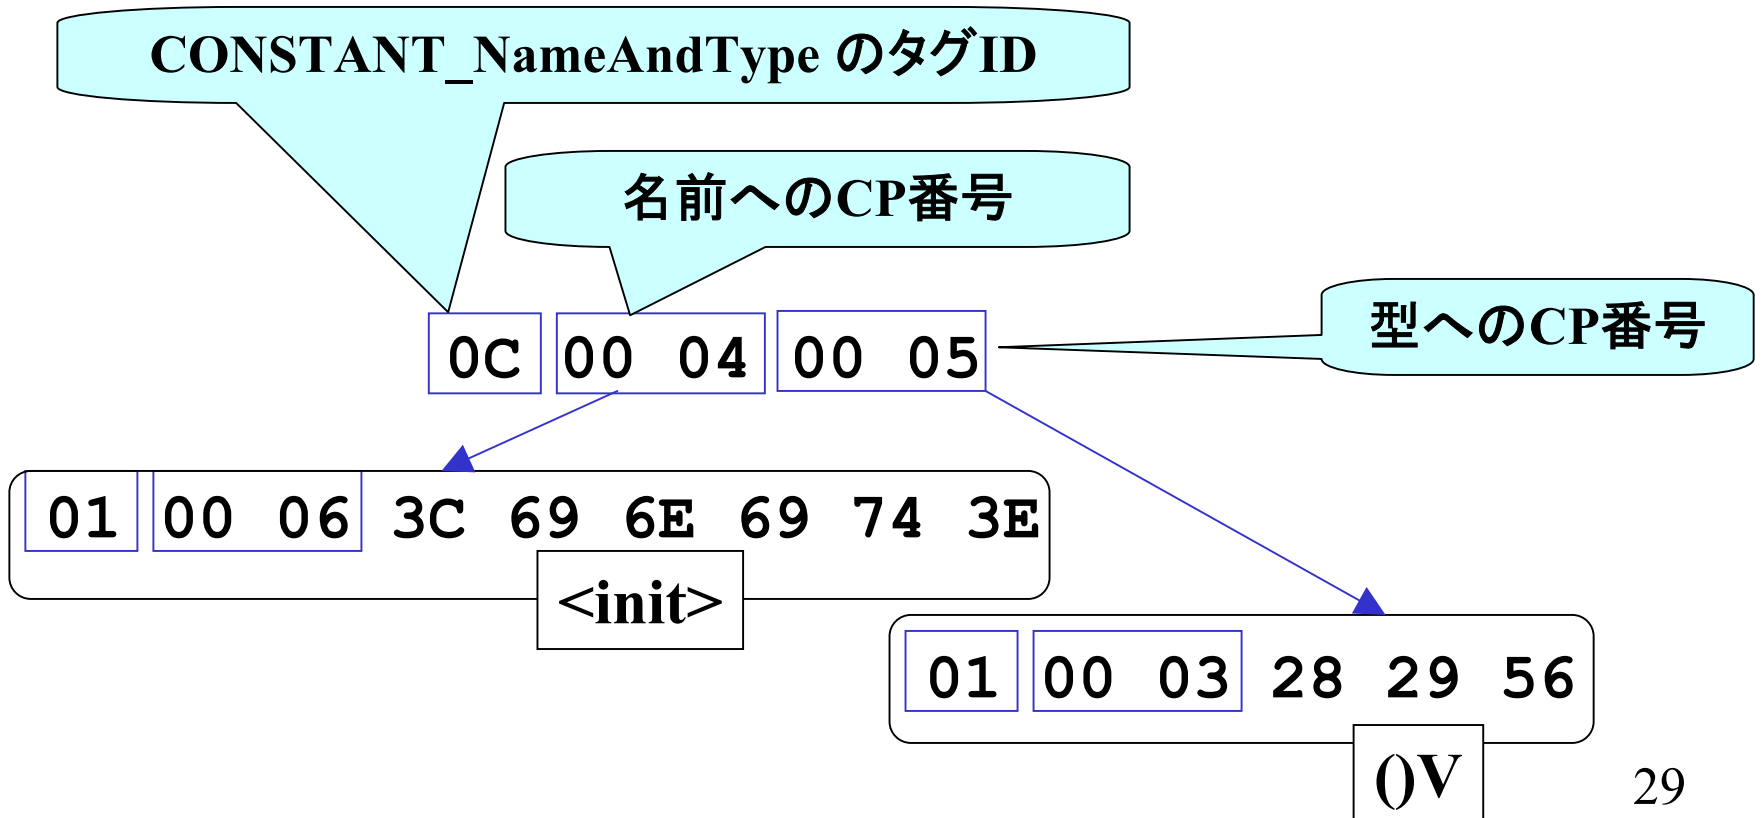 CONSTANT_NameAndType のタグID
名前へのCP番号
型へのCP番号
0C 00 04 00 05
01 00 06 3C 69 6E 69 74 3E
<init>
01 00 03 28 29 56
()V
29